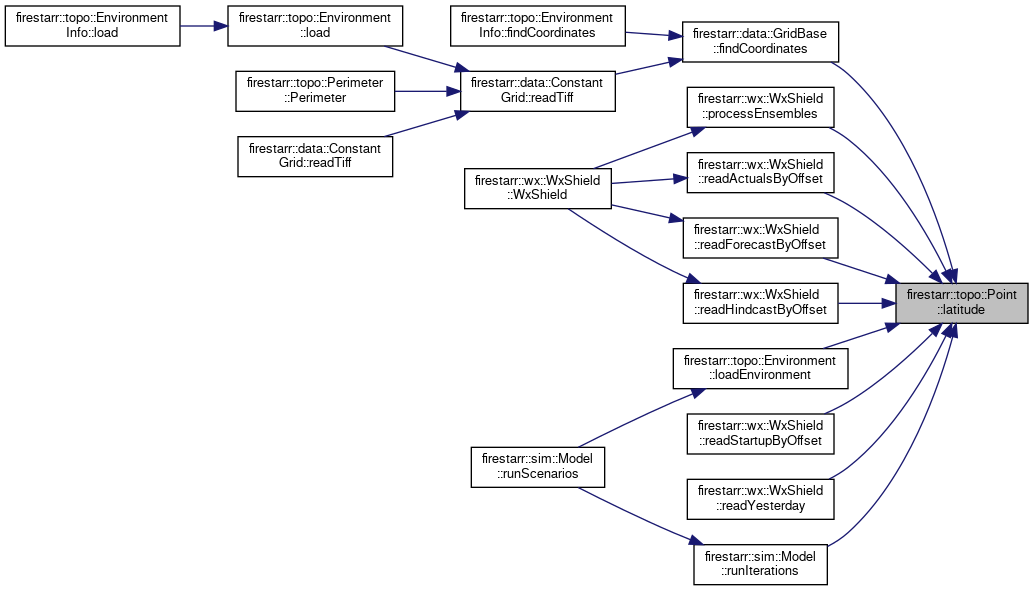 firestarr::topo::Environment
Info::load
firestarr::topo::Environment
::load
firestarr::topo::Environment
Info::findCoordinates
firestarr::data::GridBase
::findCoordinates
firestarr::topo::Perimeter
::Perimeter
firestarr::data::Constant
Grid::readTiff
firestarr::wx::WxShield
::processEnsembles
firestarr::data::Constant
Grid::readTiff
firestarr::wx::WxShield
::readActualsByOffset
firestarr::wx::WxShield
::WxShield
firestarr::wx::WxShield
::readForecastByOffset
firestarr::wx::WxShield
::readHindcastByOffset
firestarr::topo::Point
::latitude
firestarr::topo::Environment
::loadEnvironment
firestarr::wx::WxShield
::readStartupByOffset
firestarr::sim::Model
::runScenarios
firestarr::wx::WxShield
::readYesterday
firestarr::sim::Model
::runIterations